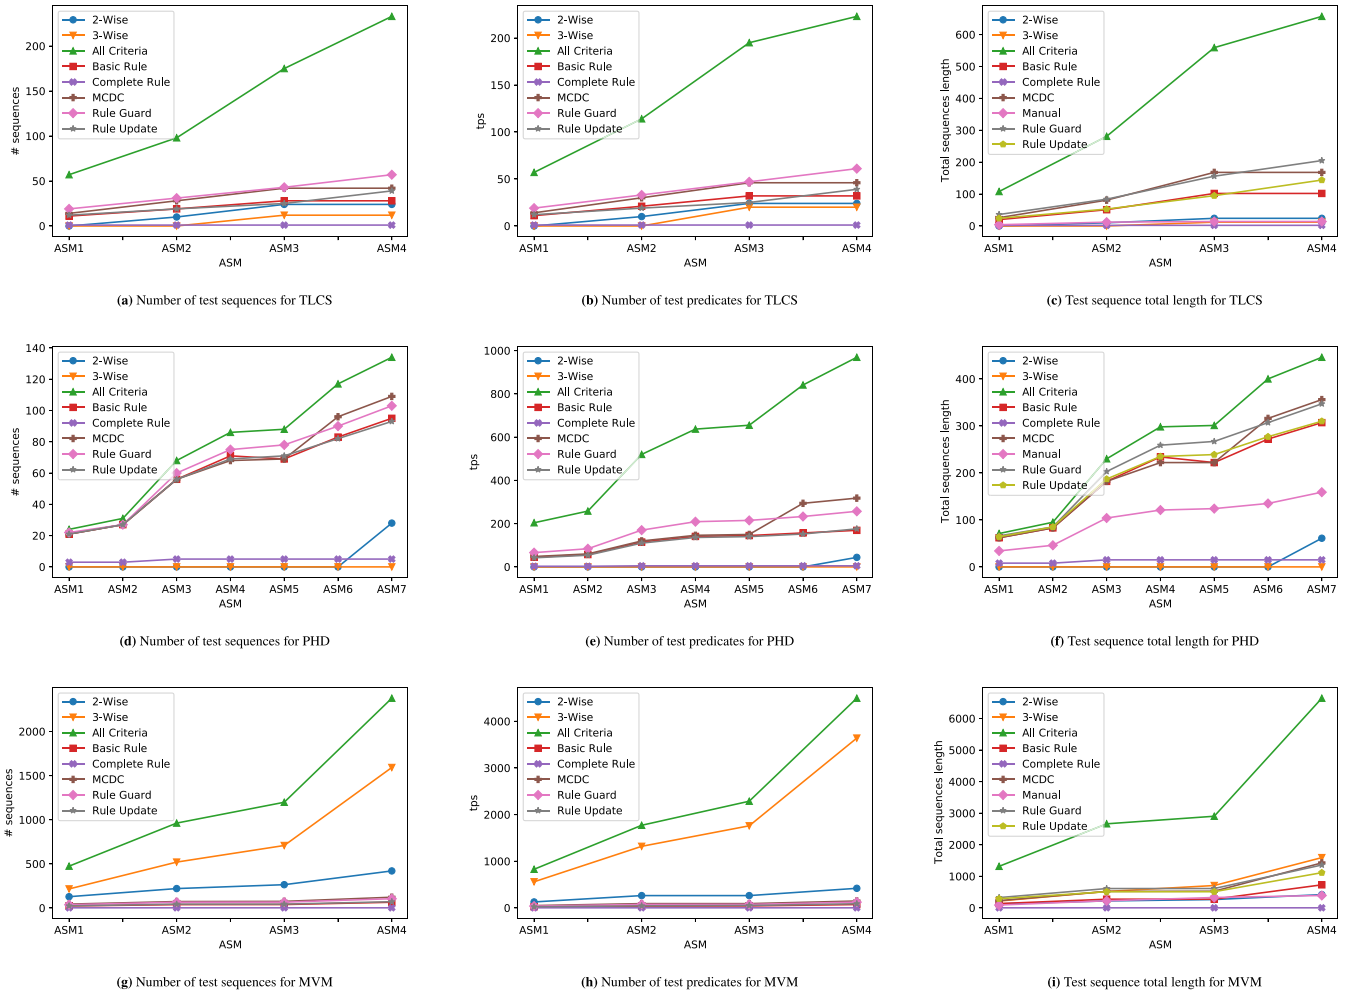 2-Wise
3-Wise
All Criteria
Basic Rule
Complete Rule
MCDC
Rule Guard
Rule Update
# sequences
0
50
100
150
200
ASM1
ASM2
ASM3
ASM4
ASM
(a) Number of test sequences for TLCS
2-Wise
3-Wise
All Criteria
Basic Rule
Complete Rule
MCDC
Rule Guard
Rule Update
tps
0
50
100
150
200
ASM1
ASM2
ASM3
ASM4
ASM
(b) Number of test predicates for TLCS
2-Wise
3-Wise
All Criteria
Basic Rule
Complete Rule
MCDC
Manual
Rule Guard
Rule Update
Total sequences length
0
100
200
300
400
500
600
ASM1
ASM2
ASM3
ASM4
ASM
(c) Test sequence total length for TLCS
2-Wise
3-Wise
All Criteria
Basic Rule
Complete Rule
MCDC
Rule Guard
Rule Update
# sequences
0
20
40
60
80
100
120
140
ASM1
ASM2
ASM3
ASM4
ASM5
ASM6
ASM7
ASM
(d) Number of test sequences for PHD
2-Wise
3-Wise
All Criteria
Basic Rule
Complete Rule
MCDC
Rule Guard
Rule Update
tps
0
200
400
600
800
1000
ASM1
ASM2
ASM3
ASM4
ASM5
ASM6
ASM7
ASM
(e) Number of test predicates for PHD
2-Wise
3-Wise
All Criteria
Basic Rule
Complete Rule
MCDC
Manual
Rule Guard
Rule Update
Total sequences length
0
100
200
300
400
ASM1
ASM2
ASM3
ASM4
ASM5
ASM6
ASM7
ASM
(f) Test sequence total length for PHD
2-Wise
3-Wise
All Criteria
Basic Rule
Complete Rule
MCDC
Rule Guard
Rule Update
# sequences
0
500
1000
1500
2000
ASM1
ASM2
ASM3
ASM4
ASM
(g) Number of test sequences for MVM
2-Wise
3-Wise
All Criteria
Basic Rule
Complete Rule
MCDC
Rule Guard
Rule Update
tps
0
1000
2000
3000
4000
ASM1
ASM2
ASM3
ASM4
ASM
(h) Number of test predicates for MVM
2-Wise
3-Wise
All Criteria
Basic Rule
Complete Rule
MCDC
Manual
Rule Guard
Rule Update
Total sequences length
0
1000
2000
3000
4000
5000
6000
ASM1
ASM2
ASM3
ASM4
ASM
(i) Test sequence total length for MVM